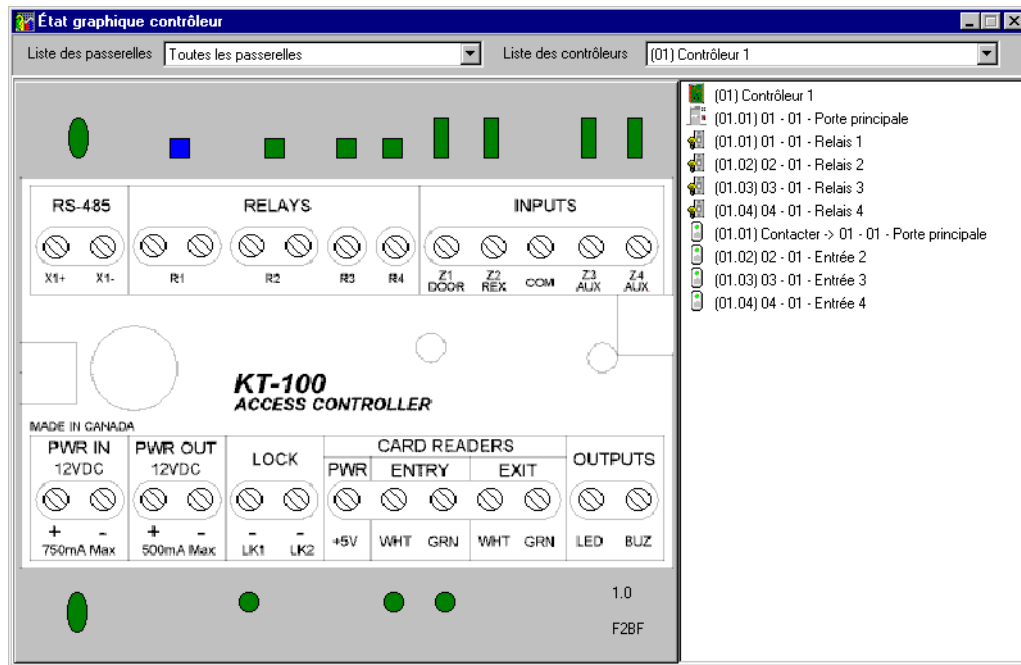 État graphique contrôleur
Liste des passerelles Toutes les passerelles Liste des contrôleurs (01) Contrôleur 1
RS-485 RELAYS INPUTS
X1+ X1- R1 R2 R3 R4 Z1 DOOR Z2 REX COM Z3 AUX Z4 AUX
KT-100
ACCESS CONTROLLER
MADE IN CANADA
PWR IN 12VDC PWR OUT 12VDC LOCK CARD READERS OUTPUTS
PWR ENTRY EXIT
+ - + - - -
750mA Max 500mA Max LK1 LK2 +5V WHT GRN WHT GRN LED BUZ
1.0
F2BF
(01) Contrôleur 1
(01.01) 01 - 01 - Porte principale
(01.01) 01 - 01 - Relais 1
(01.02) 02 - 01 - Relais 2
(01.03) 03 - 01 - Relais 3
(01.04) 04 - 01 - Relais 4
(01.01) Contacter -> 01 - 01 - Porte principale
(01.02) 02 - 01 - Entrée 2
(01.03) 03 - 01 - Entrée 3
(01.04) 04 - 01 - Entrée 4